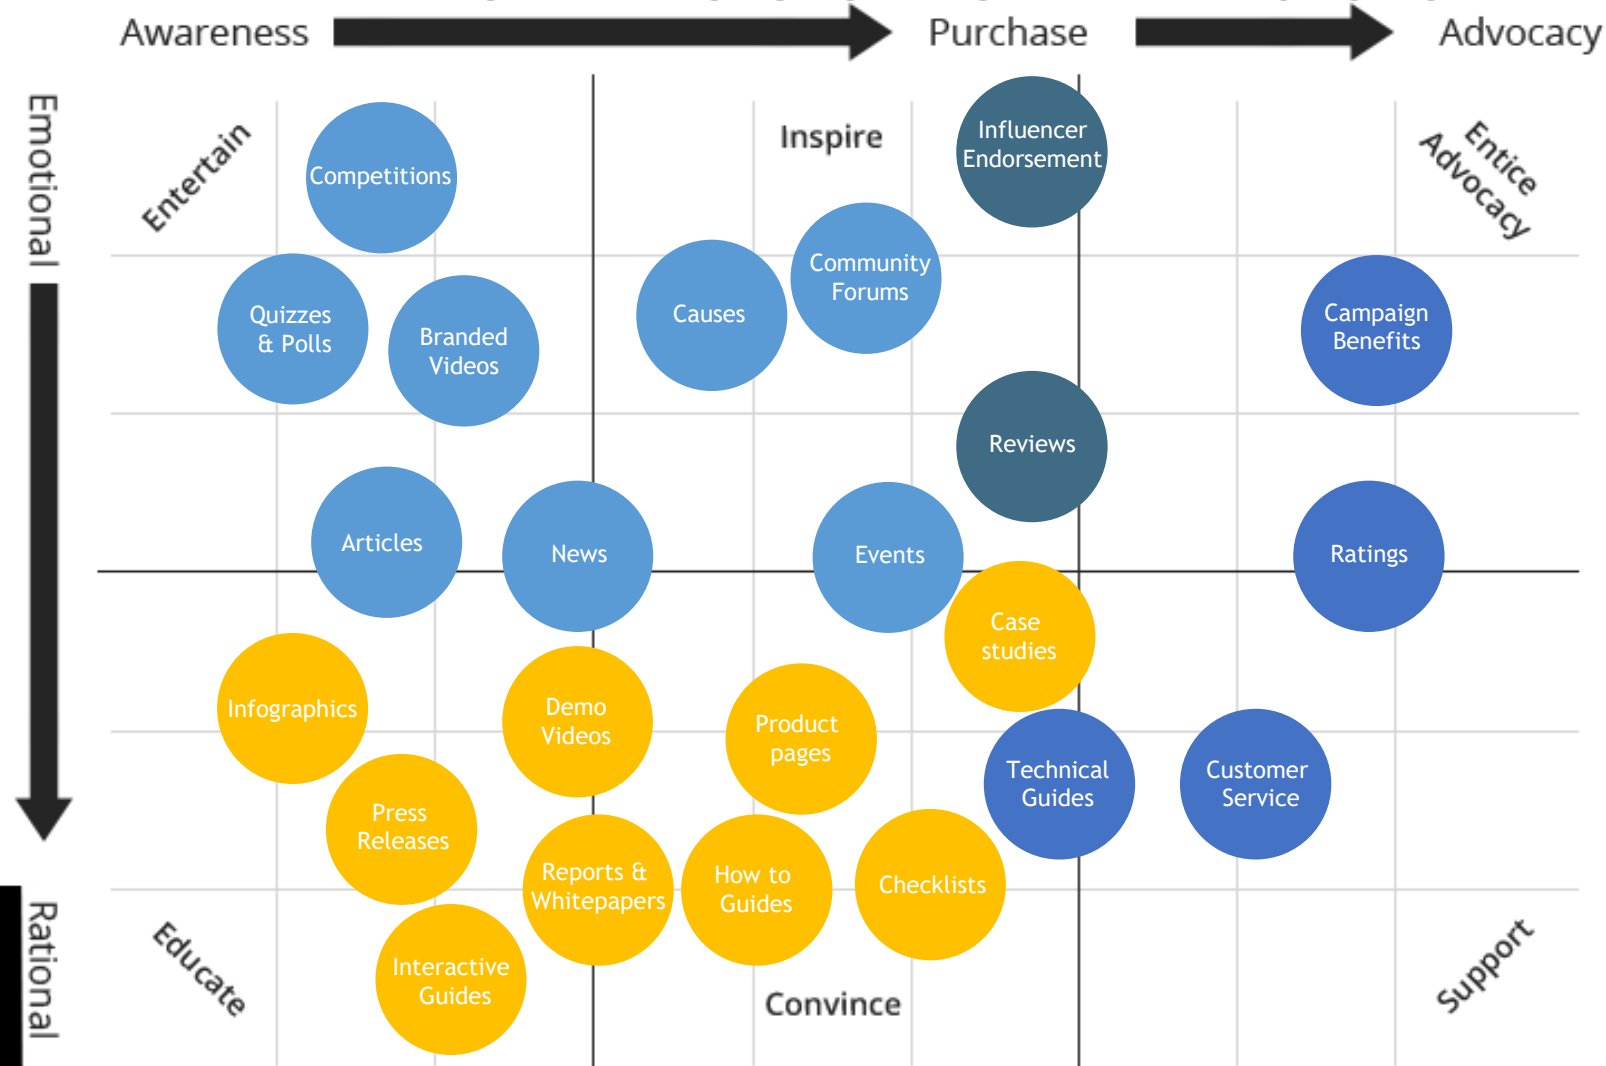 Awareness
Purchase
Advocacy
Emotional
Rational
Entertain
Inspire
Entice
Advocacy
Competitions
Influencer
Endorsement
Quizzes
& Polls
Branded
Videos
Causes
Community
Forums
Campaign
Benefits
Reviews
Articles
News
Events
Ratings
Case
studies
Infographics
Demo
Videos
Product
pages
Technical
Guides
Customer
Service
Press
Releases
Reports &
Whitepapers
How to
Guides
Checklists
Interactive
Guides
Educate
Convince
Support